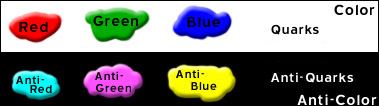 Color
Red Green Blue Quarks
Anti-Red Anti-Green Anti-Blue Anti-Quarks
Anti-Color